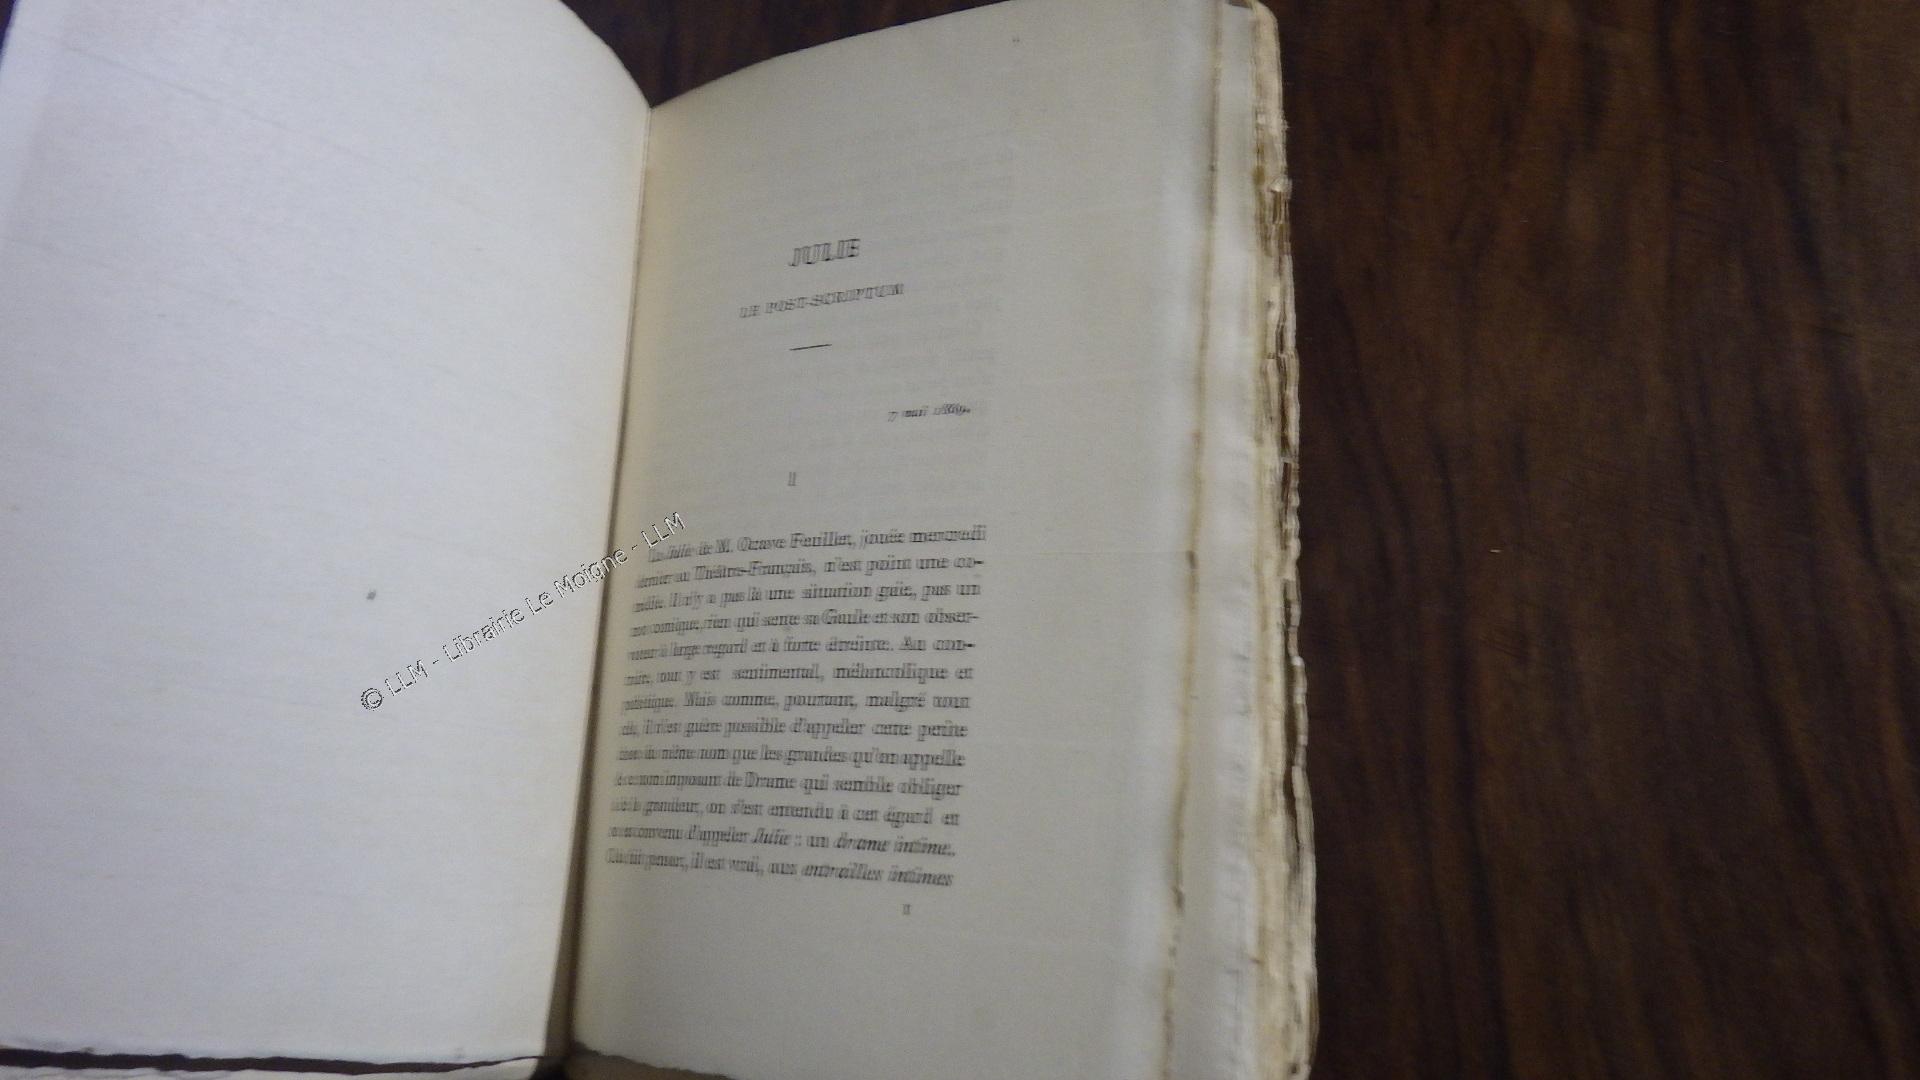 JULIE
LE POST-SCRIPTUM
7 mai 1869.
I
La Julie de M. Octave Feuillet, jouée mercredi
dernier au Théâtre-Français, n'est point une co-
médie. Il n'y a pas là une situation gaie, pas un
mot comique, rien qui sente sa Gaule et son obser-
vateur à large regard et à forte étreinte. Au con-
traire, tout y est sentimental, mélancolique et
pathétique. Mais comme, pourtant, malgré tout
cela, il n'est guère possible d'appeler cette petite
du même nom que les grandes qu'on appelle
de ce nom imposant de Drame qui semble obliger
à la grandeur, on s'est entendu à cet égard et
on est convenu d'appeler Julie : un drame intime.
Cela fait penser, il est vrai, aux entrailles intimes
1
© LLM - Librairie Le Moigne - LLM